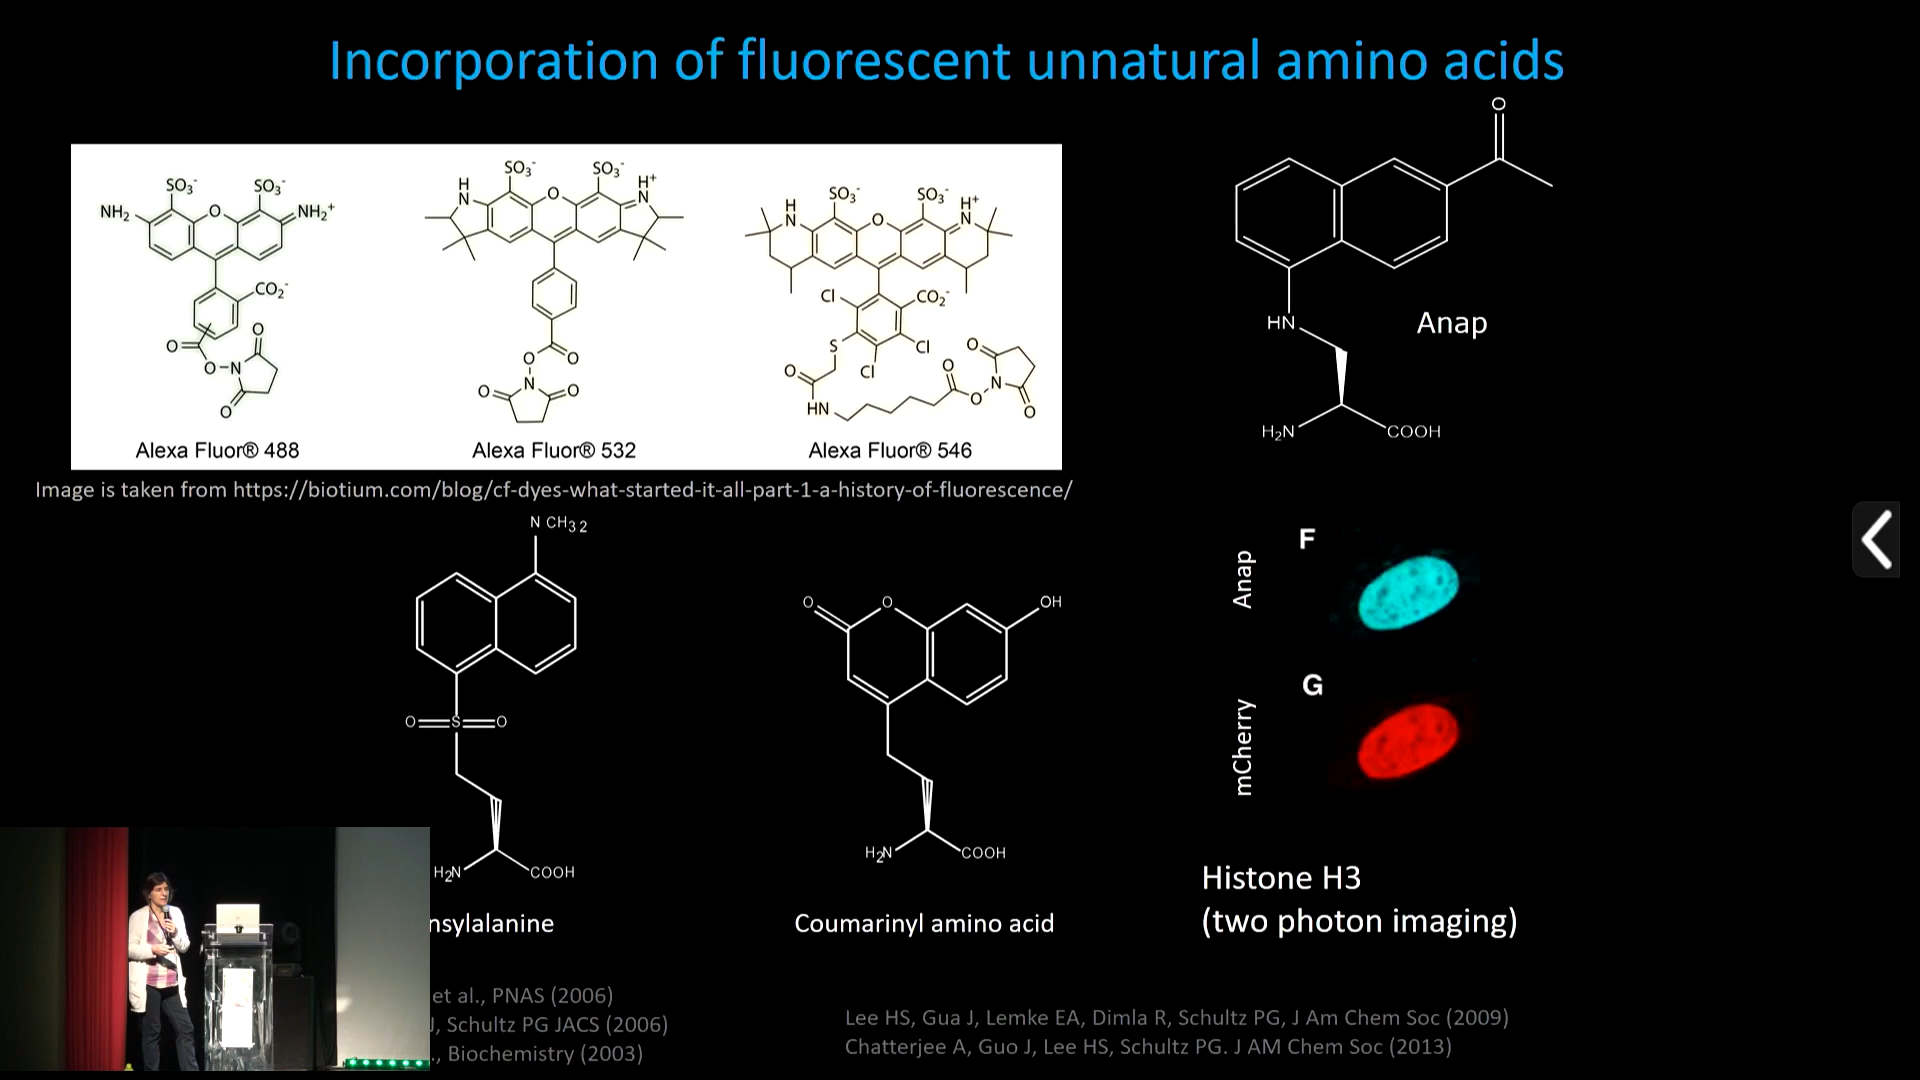 Incorporation of fluorescent unnatural amino acids
SO3- SO3-
NH2 O NH2+
CO2-
O O
O-N
O
Alexa Fluor® 488
SO3- SO3-
H N O H+ N
O O
N
O O
Alexa Fluor® 532
SO3- SO3-
H N O H+ N
Cl CO2-
S Cl O
O Cl O N
HN O O
Alexa Fluor® 546
O
HN
Anap
H2N COOH
Image is taken from https://biotium.com/blog/cf-dyes-what-started-it-all-part-1-a-history-of-fluorescence/
N CH3 2
O S O
H2N COOH
nsylalanine
O O OH
H2N COOH
Coumarinyl amino acid
Anap
F
mCherry
G
Histone H3
(two photon imaging)
et al., PNAS (2006)
J, Schultz PG JACS (2006)
., Biochemistry (2003)
Lee HS, Gua J, Lemke EA, Dimla R, Schultz PG, J Am Chem Soc (2009)
Chatterjee A, Guo J, Lee HS, Schultz PG. J AM Chem Soc (2013)